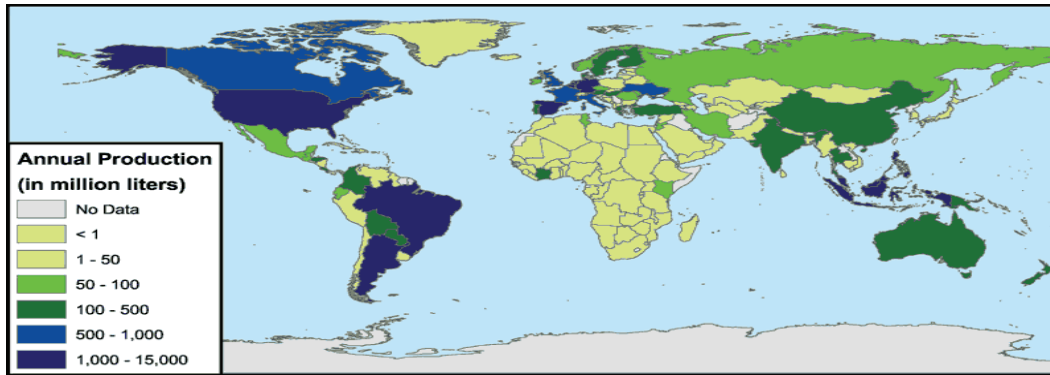 Annual Production
(in million liters)
No Data
< 1
1 - 50
50 - 100
100 - 500
500 - 1,000
1,000 - 15,000